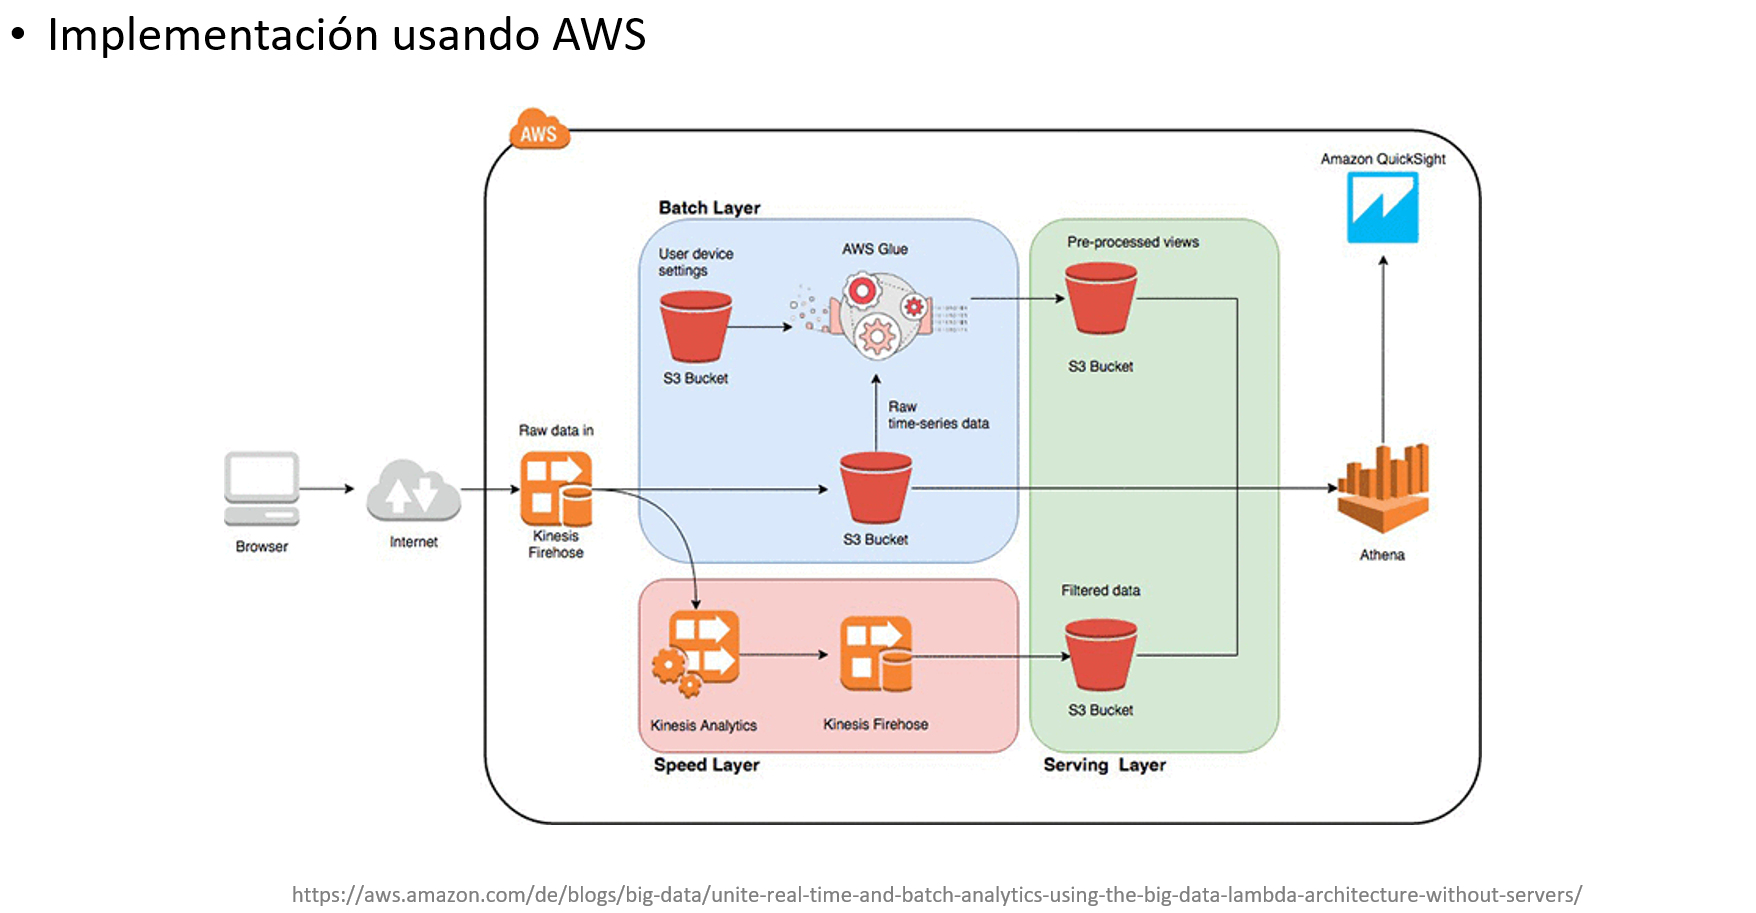 • Implementación usando AWS
AWS
Amazon QuickSight
Batch Layer
User device
settings
AWS Glue
Pre-processed views
S3 Bucket
S3 Bucket
Raw
time-series data
Raw data in
Kinesis
Firehose
S3 Bucket
Browser
Internet
Athena
Filtered data
Kinesis Analytics
Kinesis Firehose
S3 Bucket
Speed Layer
Serving Layer
https://aws.amazon.com/de/blogs/big-data/unite-real-time-and-batch-analytics-using-the-big-data-lambda-architecture-without-servers/